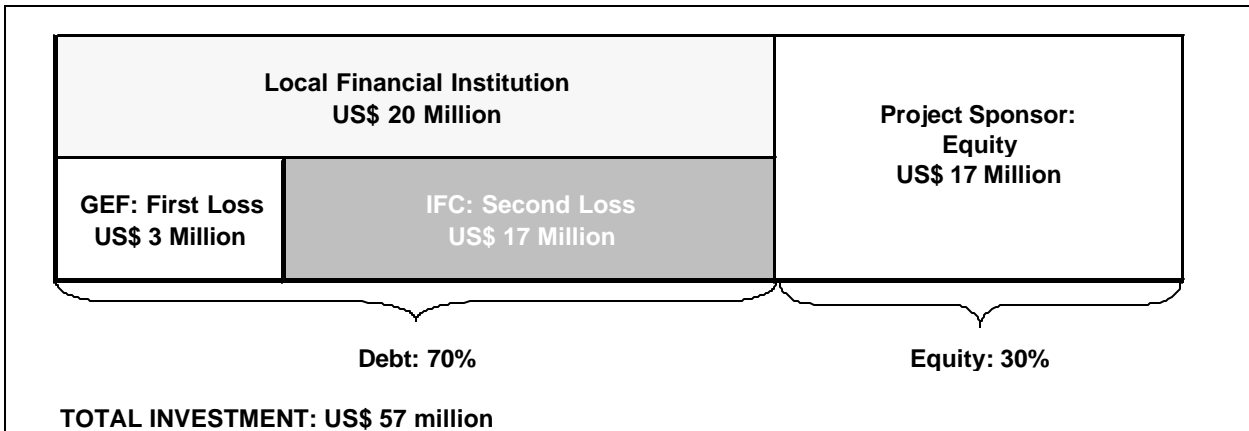 Local Financial Institution
US$ 20 Million
Project Sponsor:
Equity
US$ 17 Million
GEF: First Loss
US$ 3 Million
IFC: Second Loss
US$ 17 Million
Debt: 70%
Equity: 30%
TOTAL INVESTMENT: US$ 57 million